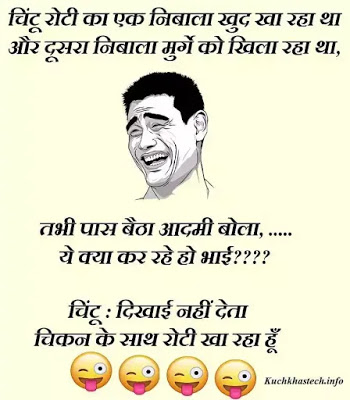 चिंटू रोटी का एक निबाला खुद खा रहा था
और दूसरा निबाला मुर्गे को खिला रहा था,
तभी पास बैठा आदमी बोला, .....
ये क्या कर रहे हो भाई????
चिंटू : दिखाई नहीं देता
चिकन के साथ रोटी खा रहा हूँ
Kuchkhastech.info